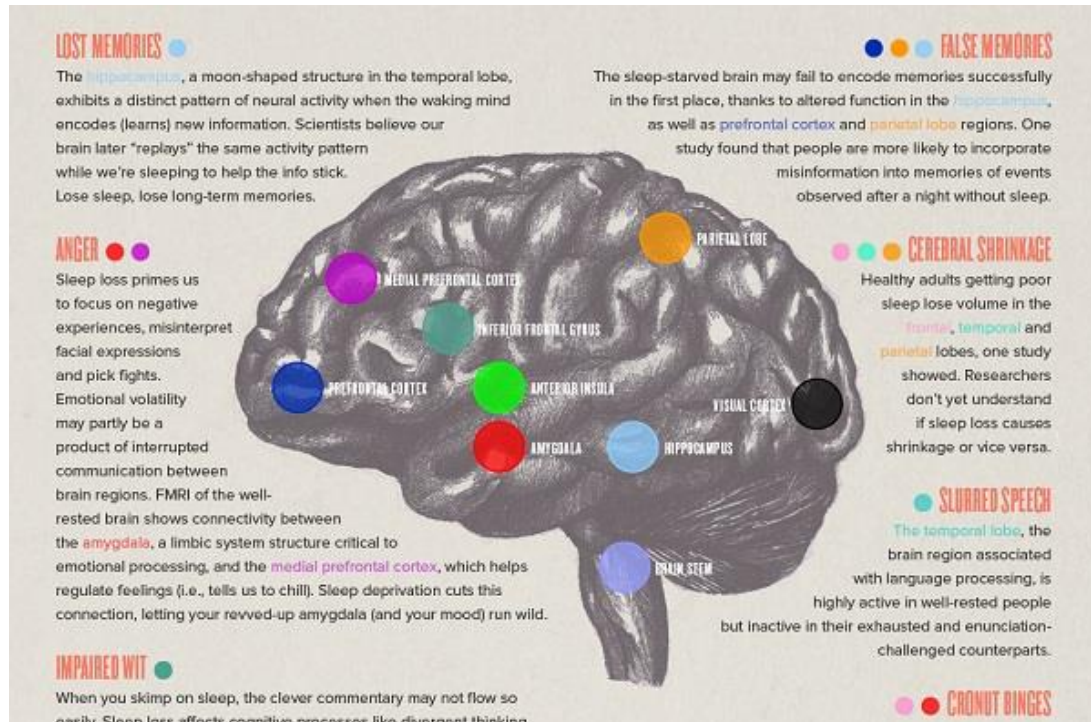 LOST MEMORIES
The hippocampus, a moon-shaped structure in the temporal lobe,
exhibits a distinct pattern of neural activity when the waking mind
encodes (learns) new information. Scientists believe our
brain later “replays” the same activity pattern
while we’re sleeping to help the info stick.
Lose sleep, lose long-term memories.
FALSE MEMORIES
The sleep-starved brain may fail to encode memories successfully
in the first place, thanks to altered function in the hippocampus,
as well as prefrontal cortex and parietal lobe regions. One
study found that people are more likely to incorporate
misinformation into memories of events
observed after a night without sleep.
ANGER
Sleep loss primes us
to focus on negative
experiences, misinterpret
facial expressions
and pick fights.
Emotional volatility
may partly be a
product of interrupted
communication between
brain regions. FMRI of the well-
rested brain shows connectivity between
the amygdala, a limbic system structure critical to
emotional processing, and the medial prefrontal cortex, which helps
regulate feelings (i.e., tells us to chill). Sleep deprivation cuts this
connection, letting your revved-up amygdala (and your mood) run wild.
PARIETAL LOBE
MEDIAL PREFRONTAL CORTEX
INFERIOR FRONTAL GYRUS
PREFRONTAL CORTEX
ANTERIOR INSULA
VISUAL CORTEX
AMYGDALA
HIPPOCAMPUS
BRAIN STEM
CEREBRAL SHRINKAGE
Healthy adults getting poor
sleep lose volume in the
frontal, temporal and
parietal lobes, one study
showed. Researchers
don’t yet understand
if sleep loss causes
shrinkage or vice versa.
SLURRED SPEECH
The temporal lobe, the
brain region associated
with language processing, is
highly active in well-rested people
but inactive in their exhausted and enunciation-
challenged counterparts.
IMPAIRED WIT
When you skimp on sleep, the clever commentary may not flow so
easily. Sleep loss affects cognitive processes like divergent thinking
CRONUT BINGES